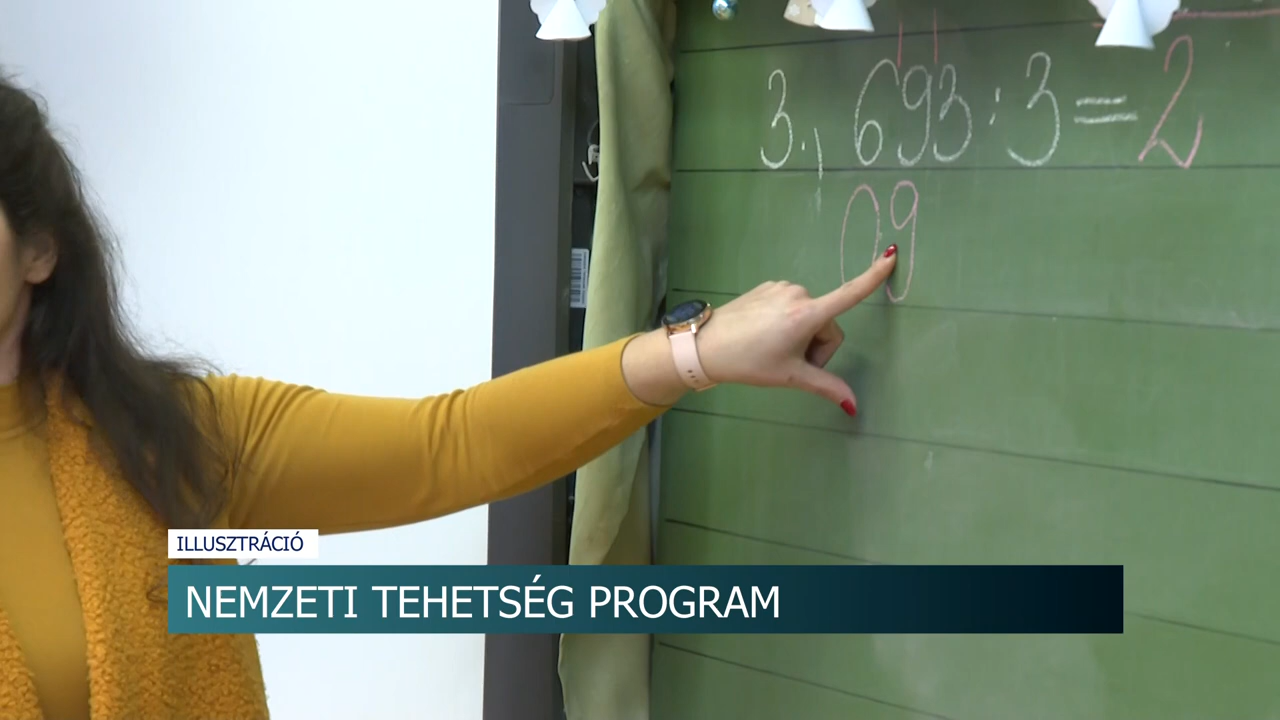 3., 693 : 3 = 2
09
ILLUSZTRÁCIÓ
NEMZETI TEHETSÉG PROGRAM